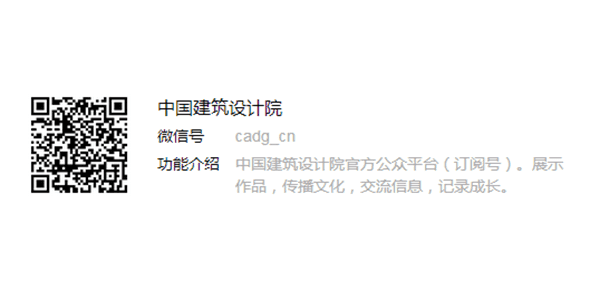 中国建筑设计院
微信号 cadg_cn
功能介绍 中国建筑设计院官方公众平台（订阅号）。展示
作品，传播文化，交流信息，记录成长。